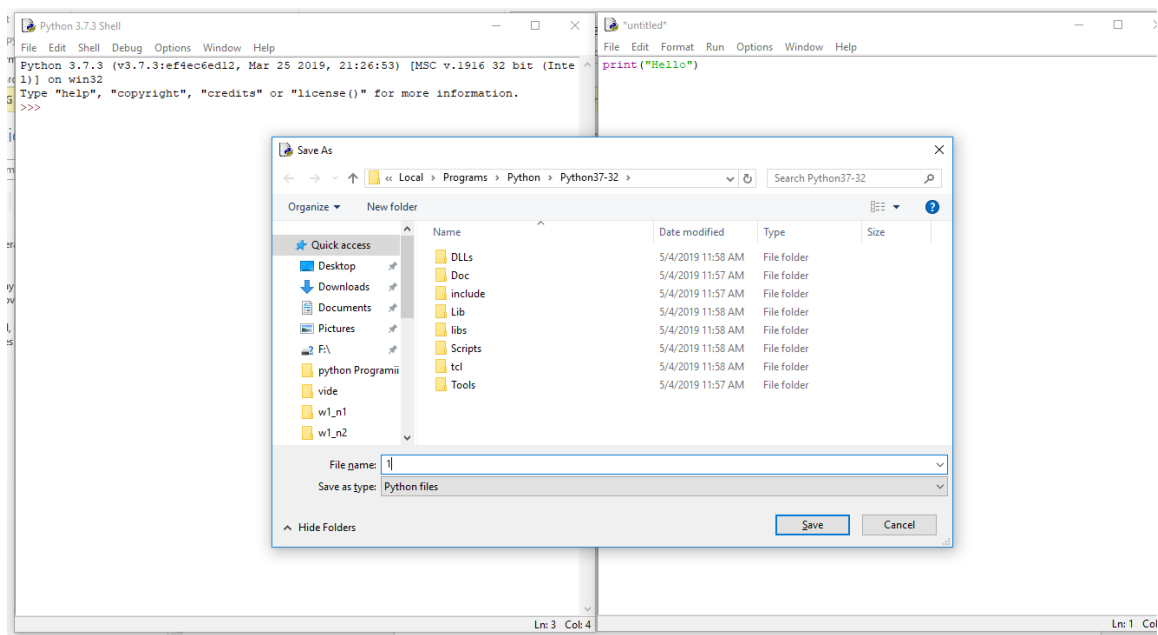 Python 3.7.3 Shell
File Edit Shell Debug Options Window Help
Python 3.7.3 (v3.7.3:ef4ec6ed12, Mar 25 2019, 21:26:53) [MSC v.1916 32 bit (Inte
l)] on win32
Type "help", "copyright", "credits" or "license()" for more information.
>>>
Ln: 3 Col: 4
*untitled*
File Edit Format Run Options Window Help
print("Hello")
Ln: 1 Col
Save As
« Local > Programs > Python > Python37-32 >
Search Python37-32
Organize New folder
Quick access
Desktop
Downloads
Documents
Pictures
F:\
python Programii
vide
w1_n1
w1_n2
Name Date modified Type Size
DLLs 5/4/2019 11:58 AM File folder
Doc 5/4/2019 11:57 AM File folder
include 5/4/2019 11:57 AM File folder
Lib 5/4/2019 11:58 AM File folder
libs 5/4/2019 11:58 AM File folder
Scripts 5/4/2019 11:58 AM File folder
tcl 5/4/2019 11:58 AM File folder
Tools 5/4/2019 11:57 AM File folder
File name: 1
Save as type: Python files
Hide Folders
Save Cancel